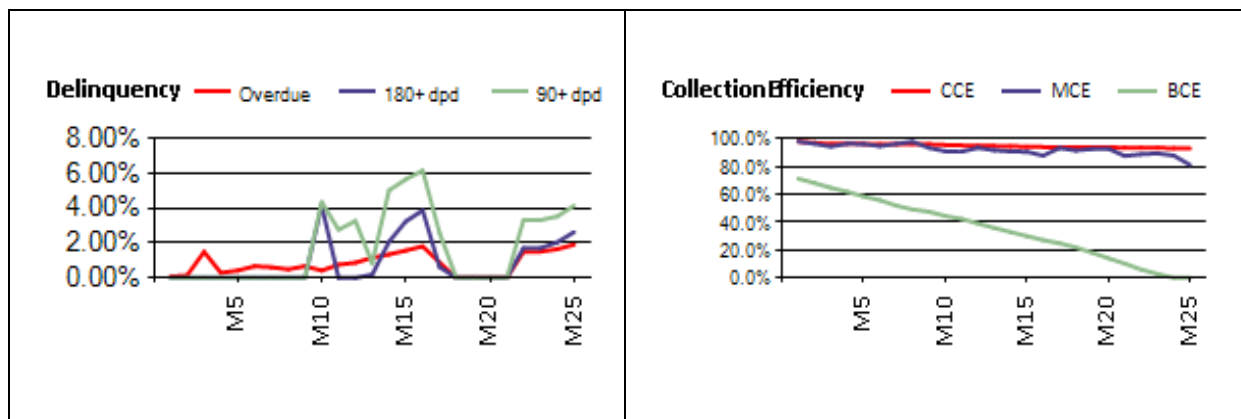 Delinquency Overdue 180+ dpd 90+ dpd
8.00%
6.00%
4.00%
2.00%
0.00%
M5 M10 M15 M20 M25
Collection Efficiency CCE MCE BCE
100.0%
80.0%
60.0%
40.0%
20.0%
0.0%
M5 M10 M15 M20 M25